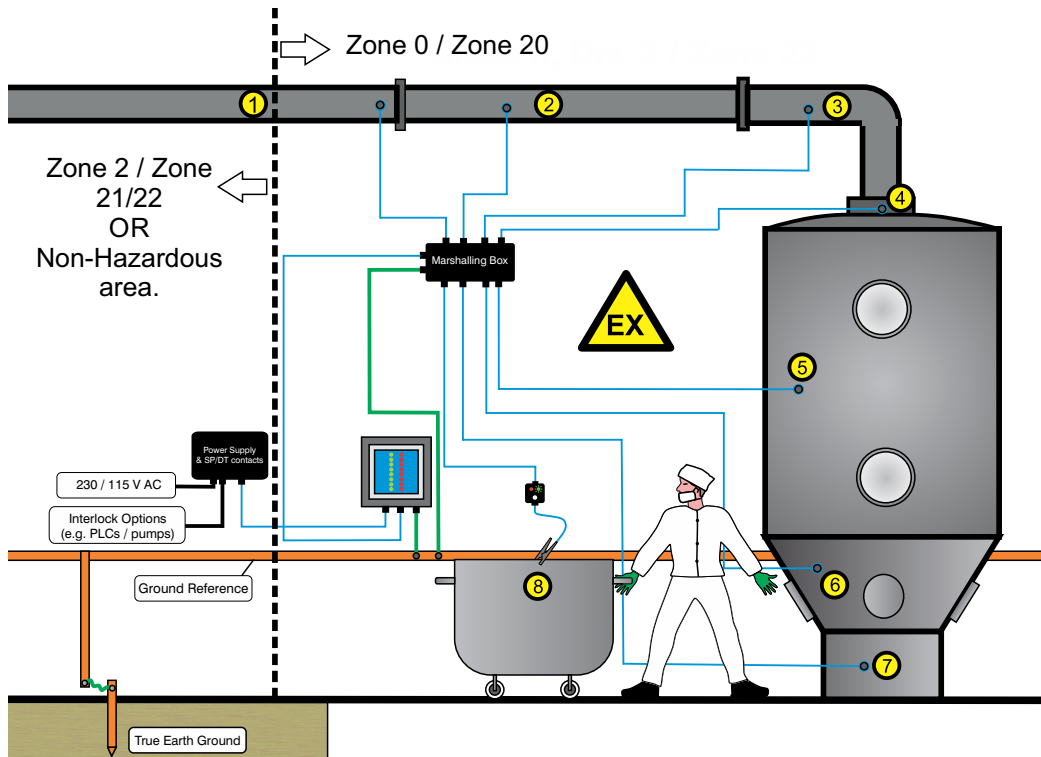 Zone 0 / Zone 20
1
2
3
Zone 2 / Zone
21/22
OR
Non-Hazardous
area.
4
Marshalling Box
EX
5
Power Supply
& SP/DT contacts
230 / 115 V AC
Interlock Options
(e.g. PLCs / pumps)
Ground Reference
8
6
7
True Earth Ground